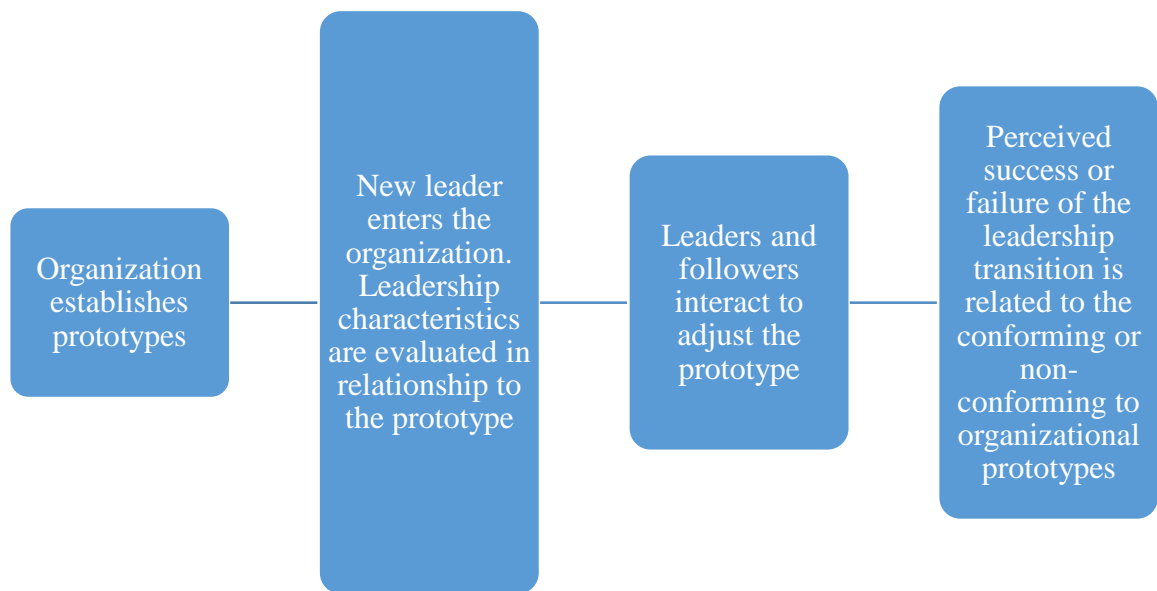 Organization
establishes
prototypes
New leader
enters the
organization.
Leadership
characteristics
are evaluated in
relationship to
the prototype
Leaders and
followers
interact to
adjust the
prototype
Perceived
success or
failure of the
leadership
transition is
related to the
conforming or
non-
conforming to
organizational
prototypes